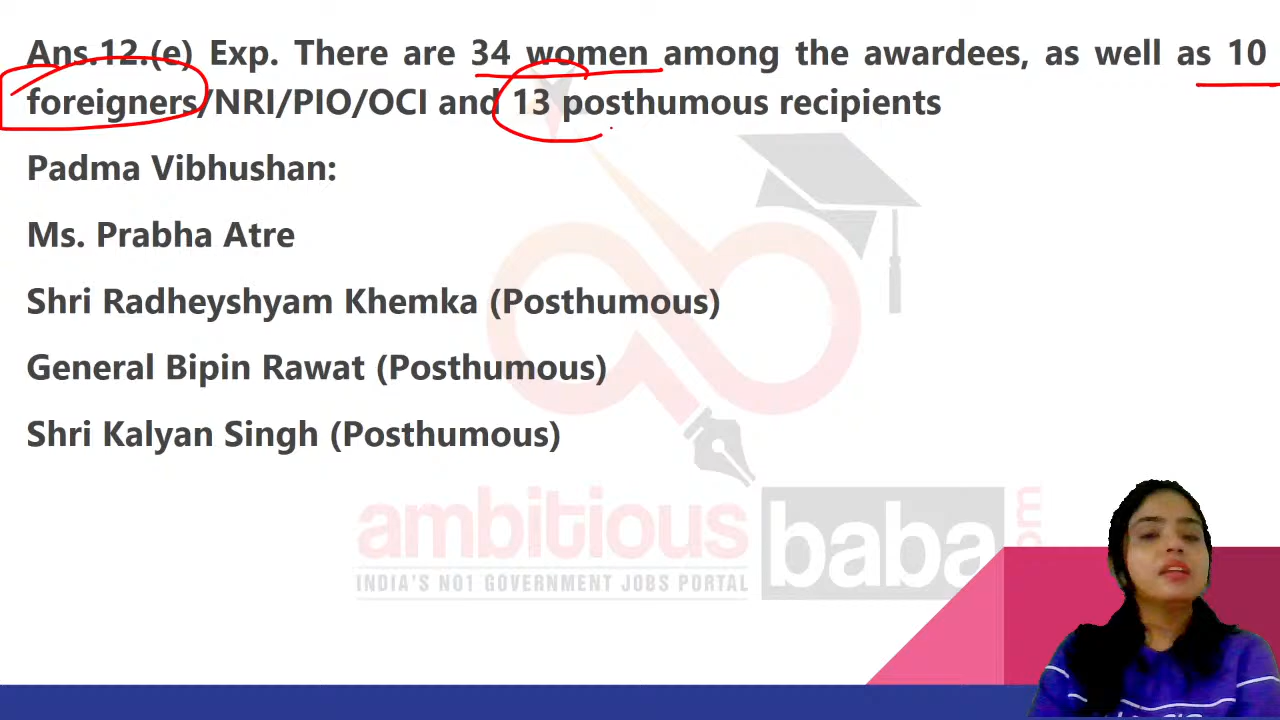 Ans.12.(e) Exp. There are 34 women among the awardees, as well as 10
foreigners/NRI/PIO/OCI and 13 posthumous recipients
Padma Vibhushan:
Ms. Prabha Atre
Shri Radheyshyam Khemka (Posthumous)
General Bipin Rawat (Posthumous)
Shri Kalyan Singh (Posthumous)
ambitious baba
INDIA'S NOT GOVERNMENT JOBS PORTAL